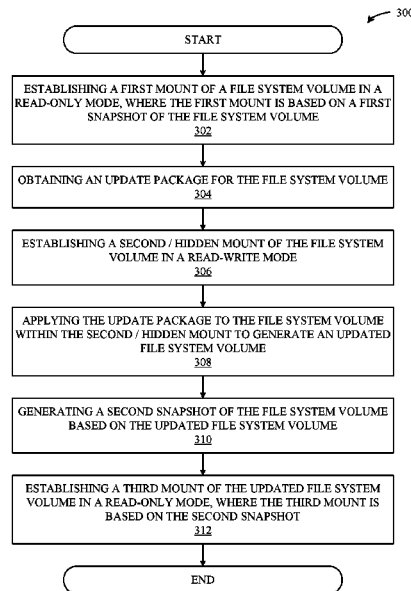 300
START
ESTABLISHING A FIRST MOUNT OF A FILE SYSTEM VOLUME IN A
READ-ONLY MODE, WHERE THE FIRST MOUNT IS BASED ON A FIRST
SNAPSHOT OF THE FILE SYSTEM VOLUME
302
OBTAINING AN UPDATE PACKAGE FOR THE FILE SYSTEM VOLUME
304
ESTABLISHING A SECOND / HIDDEN MOUNT OF THE FILE SYSTEM
VOLUME IN A READ-WRITE MODE
306
APPLYING THE UPDATE PACKAGE TO THE FILE SYSTEM VOLUME
WITHIN THE SECOND / HIDDEN MOUNT TO GENERATE AN UPDATED
FILE SYSTEM VOLUME
308
GENERATING A SECOND SNAPSHOT OF THE FILE SYSTEM VOLUME
BASED ON THE UPDATED FILE SYSTEM VOLUME
310
ESTABLISHING A THIRD MOUNT OF THE UPDATED FILE SYSTEM
VOLUME IN A READ-ONLY MODE, WHERE THE THIRD MOUNT IS
BASED ON THE SECOND SNAPSHOT
312
END